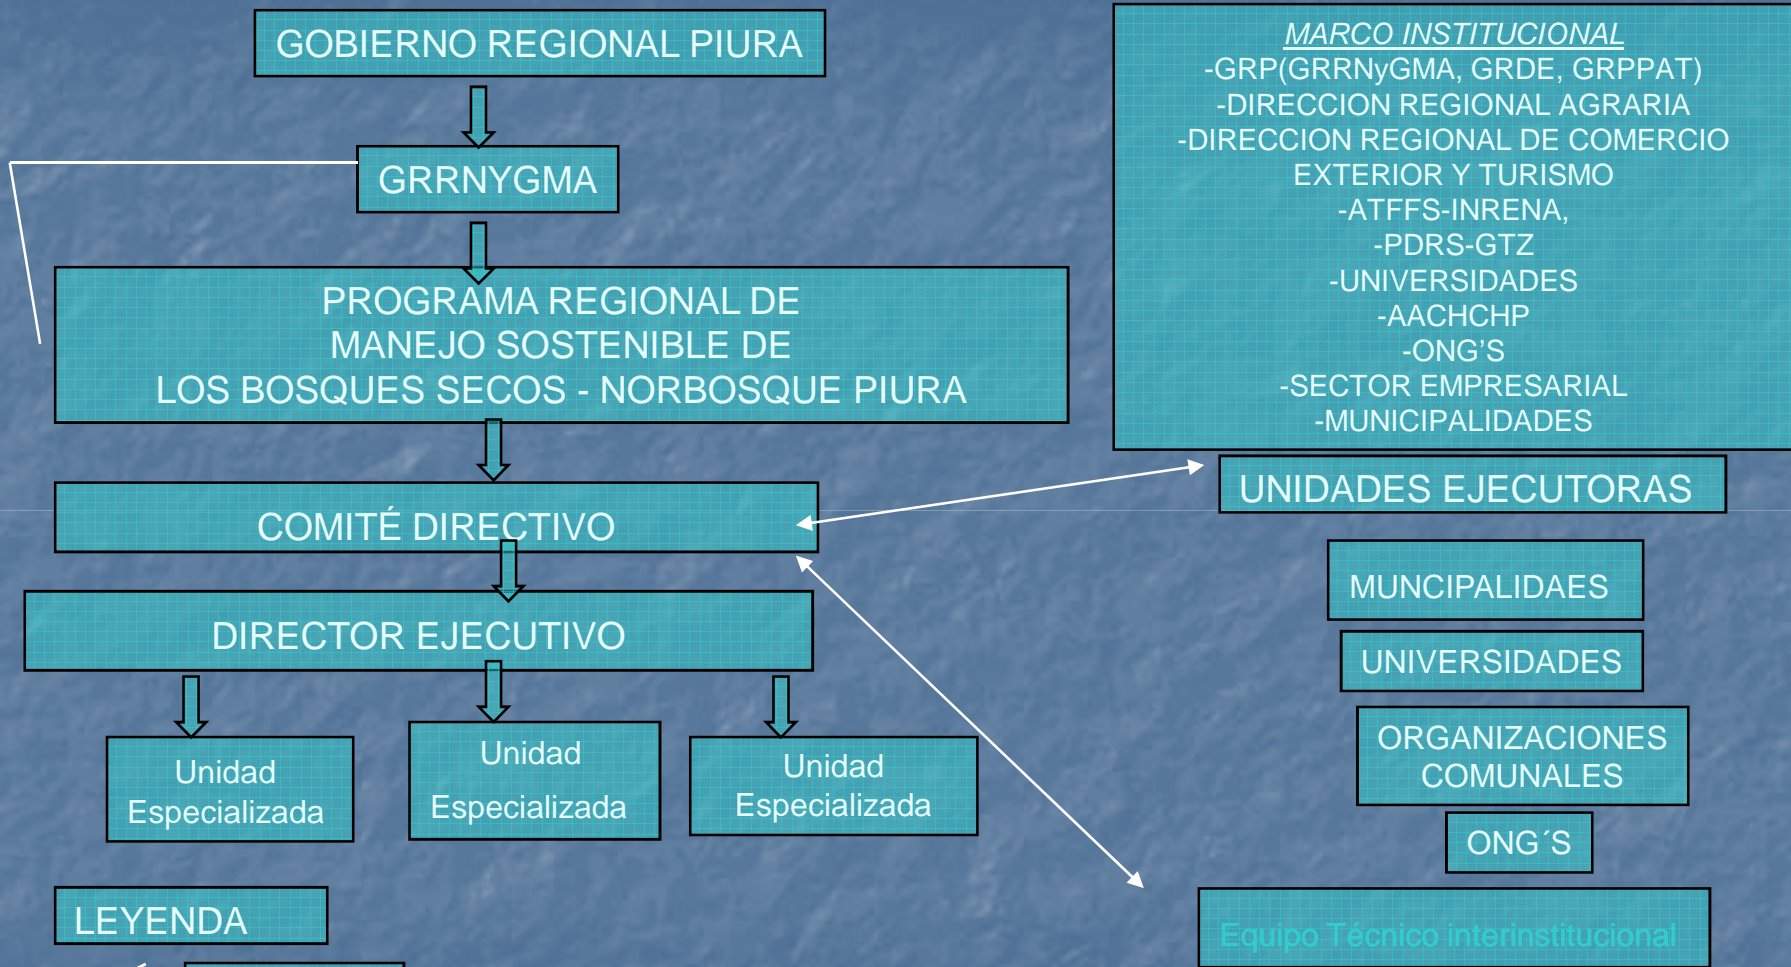 GOBIERNO REGIONAL PIURA
GRRNYGMA
PROGRAMA REGIONAL DE
MANEJO SOSTENIBLE DE
LOS BOSQUES SECOS - NORBOSQUE PIURA
COMITÉ DIRECTIVO
DIRECTOR EJECUTIVO
Unidad
Especializada
Unidad
Especializada
Unidad
Especializada
LEYENDA
MARCO INSTITUCIONAL
-GRP(GRRNyGMA, GRDE, GRPPAT)
-DIRECCION REGIONAL AGRARIA
-DIRECCION REGIONAL DE COMERCIO
EXTERIOR Y TURISMO
-ATFFS-INRENA,
-PDRS-GTZ
-UNIVERSIDADES
-AACHCHP
-ONG'S
-SECTOR EMPRESARIAL
-MUNICIPALIDADES
UNIDADES EJECUTORAS
MUNCIPALIDAES
UNIVERSIDADES
ORGANIZACIONES
COMUNALES
ONG´S
Equipo Técnico interinstitucional